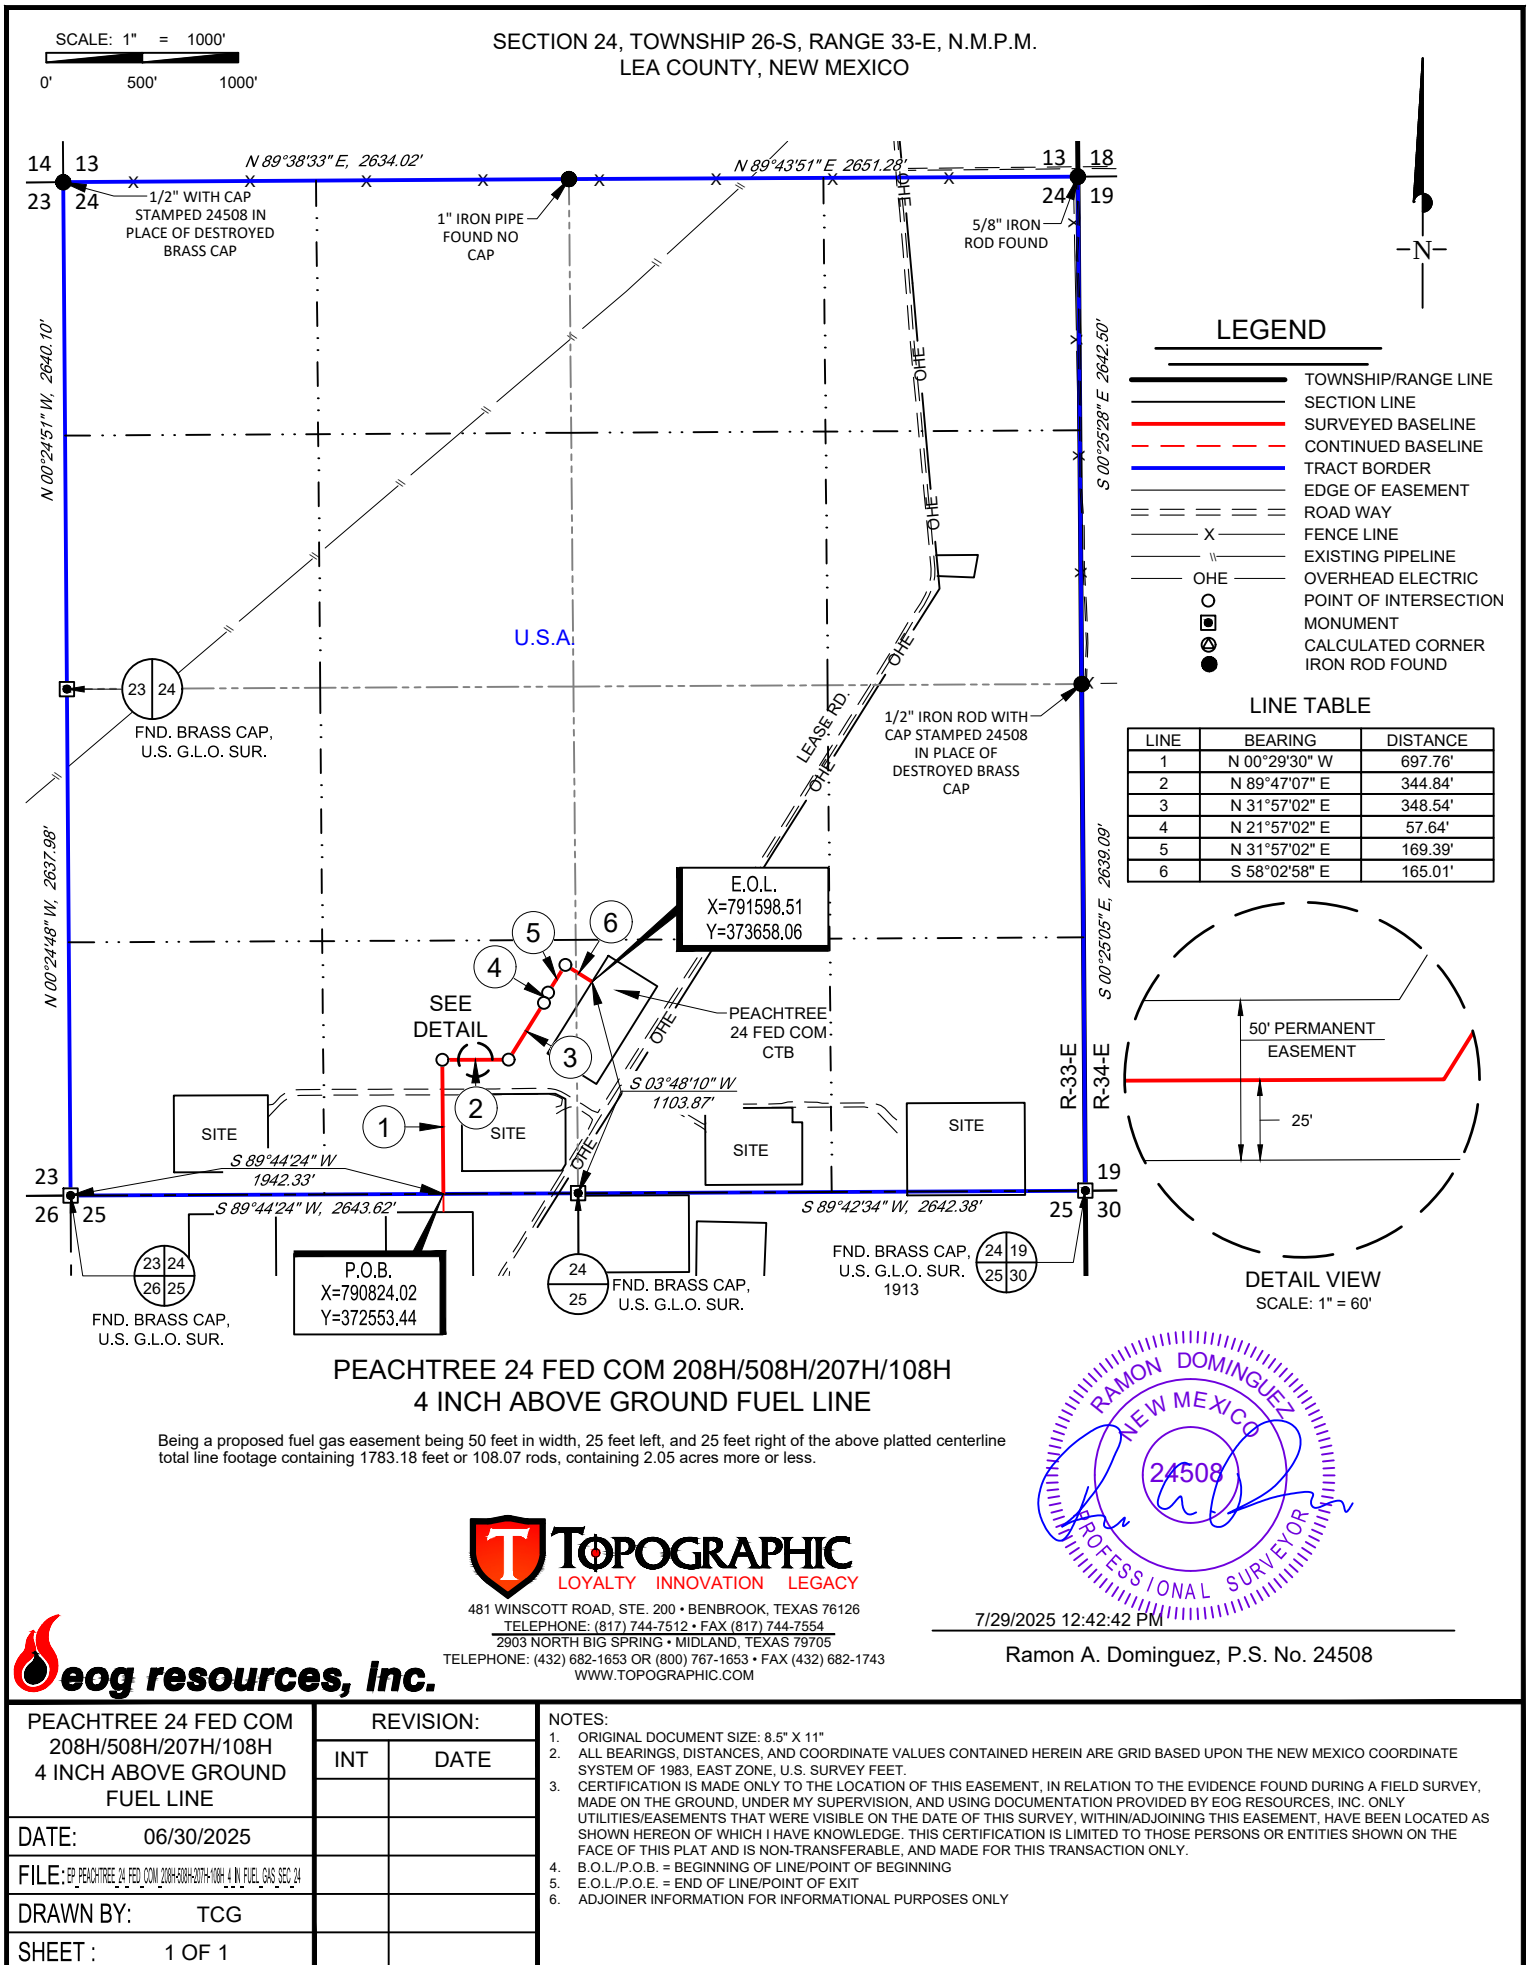 SCALE: 1" = 1000'
0' 500' 1000'
SECTION 24, TOWNSHIP 26-S, RANGE 33-E, N.M.P.M.
LEA COUNTY, NEW MEXICO
14 13
23 24
N 89°38'33" E, 2634.02'
N 89°43'51" E 2651.28'
13 18
24 19
1/2" WITH CAP
STAMPED 24508 IN
PLACE OF DESTROYED
BRASS CAP
1" IRON PIPE
FOUND NO
CAP
5/8" IRON
ROD FOUND
-N-
N 00°24'51" W, 2640.10'
S 00°25'28" E 2642.50'
OHE
OHE
OHE
OHE
OHE
OHE
OHE
LEASE RD.
LEGEND
TOWNSHIP/RANGE LINE
SECTION LINE
SURVEYED BASELINE
CONTINUED BASELINE
TRACT BORDER
EDGE OF EASEMENT
ROAD WAY
X FENCE LINE
\\ EXISTING PIPELINE
OHE OVERHEAD ELECTRIC
POINT OF INTERSECTION
MONUMENT
CALCULATED CORNER
IRON ROD FOUND
U.S.A.
23 24
FND. BRASS CAP,
U.S. G.L.O. SUR.
1/2" IRON ROD WITH
CAP STAMPED 24508
IN PLACE OF
DESTROYED BRASS
CAP
LINE TABLE
LINE BEARING DISTANCE
1 N 00°29'30" W 697.76'
2 N 89°47'07" E 344.84'
3 N 31°57'02" E 348.54'
4 N 21°57'02" E 57.64'
5 N 31°57'02" E 169.39'
6 S 58°02'58" E 165.01'
N 00°24'48" W, 2637.98'
S 00°25'05" E, 2639.09'
E.O.L.
X=791598.51
Y=373658.06
5
6
4
SEE
DETAIL
3
2
1
PEACHTREE
24 FED COM
CTB
S 03°48'10" W
1103.87'
SITE
SITE
SITE
SITE
S 89°44'24" W
1942.33'
S 89°44'24" W, 2643.62'
S 89°42'34" W, 2642.38'
R-33-E
R-34-E
50' PERMANENT
EASEMENT
25'
23
26 25
19
25 30
23 24
26 25
FND. BRASS CAP,
U.S. G.L.O. SUR.
P.O.B.
X=790824.02
Y=372553.44
24
25
FND. BRASS CAP,
U.S. G.L.O. SUR.
FND. BRASS CAP,
U.S. G.L.O. SUR.
1913
24 19
25 30
DETAIL VIEW
SCALE: 1" = 60'
PEACHTREE 24 FED COM 208H/508H/207H/108H
4 INCH ABOVE GROUND FUEL LINE
Being a proposed fuel gas easement being 50 feet in width, 25 feet left, and 25 feet right of the above platted centerline
total line footage containing 1783.18 feet or 108.07 rods, containing 2.05 acres more or less.
RAMON DOMINGUEZ
NEW MEXICO
24508
PROFESSIONAL SURVEYOR
T TOPOGRAPHIC
LOYALTY INNOVATION LEGACY
481 WINSCOTT ROAD, STE. 200 • BENBROOK, TEXAS 76126
TELEPHONE: (817) 744-7512 • FAX (817) 744-7554
2903 NORTH BIG SPRING • MIDLAND, TEXAS 79705
TELEPHONE: (432) 682-1653 OR (800) 767-1653 • FAX (432) 682-1743
WWW.TOPOGRAPHIC.COM
7/29/2025 12:42:42 PM
Ramon A. Dominguez, P.S. No. 24508
eog resources, inc.
PEACHTREE 24 FED COM
208H/508H/207H/108H
4 INCH ABOVE GROUND
FUEL LINE
DATE: 06/30/2025
FILE: EP PEACHTREE 24 FED COM 208H-508H-207H-108H 4 IN FUEL GAS SEC 24
DRAWN BY: TCG
SHEET : 1 OF 1
REVISION:
INT DATE
NOTES:
1. ORIGINAL DOCUMENT SIZE: 8.5" X 11"
2. ALL BEARINGS, DISTANCES, AND COORDINATE VALUES CONTAINED HEREIN ARE GRID BASED UPON THE NEW MEXICO COORDINATE
SYSTEM OF 1983, EAST ZONE, U.S. SURVEY FEET.
3. CERTIFICATION IS MADE ONLY TO THE LOCATION OF THIS EASEMENT, IN RELATION TO THE EVIDENCE FOUND DURING A FIELD SURVEY,
MADE ON THE GROUND, UNDER MY SUPERVISION, AND USING DOCUMENTATION PROVIDED BY EOG RESOURCES, INC. ONLY
UTILITIES/EASEMENTS THAT WERE VISIBLE ON THE DATE OF THIS SURVEY, WITHIN/ADJOINING THIS EASEMENT, HAVE BEEN LOCATED AS
SHOWN HEREON OF WHICH I HAVE KNOWLEDGE. THIS CERTIFICATION IS LIMITED TO THOSE PERSONS OR ENTITIES SHOWN ON THE
FACE OF THIS PLAT AND IS NON-TRANSFERABLE, AND MADE FOR THIS TRANSACTION ONLY.
4. B.O.L./P.O.B. = BEGINNING OF LINE/POINT OF BEGINNING
5. E.O.L./P.O.E. = END OF LINE/POINT OF EXIT
6. ADJOINER INFORMATION FOR INFORMATIONAL PURPOSES ONLY